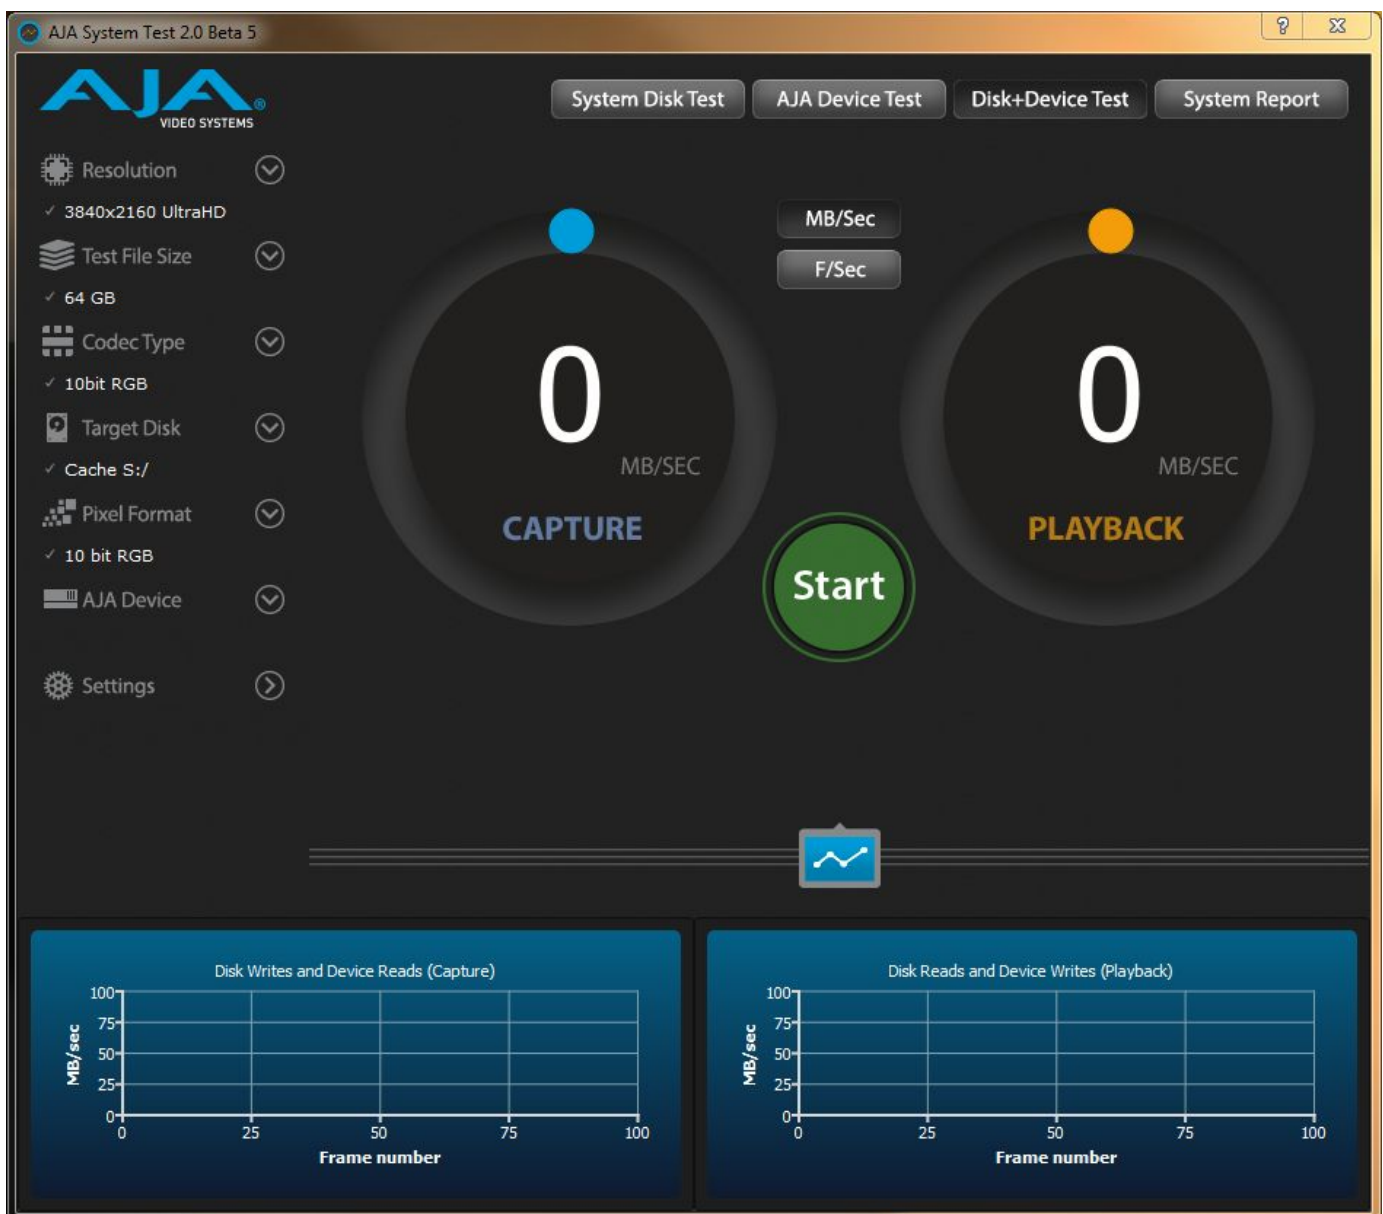 AJA System Test 2.0 Beta 5
AJA®
VIDEO SYSTEMS
System Disk Test
AJA Device Test
Disk+Device Test
System Report
Resolution
✓ 3840x2160 UltraHD
Test File Size
✓ 64 GB
Codec Type
✓ 10bit RGB
Target Disk
✓ Cache S:/
Pixel Format
✓ 10 bit RGB
AJA Device
Settings
MB/Sec
F/Sec
0
MB/SEC
CAPTURE
0
MB/SEC
PLAYBACK
Start
Disk Writes and Device Reads (Capture)
MB/sec
100
75
50
25
0
0 25 50 75 100
Frame number
Disk Reads and Device Writes (Playback)
MB/sec
100
75
50
25
0
0 25 50 75 100
Frame number